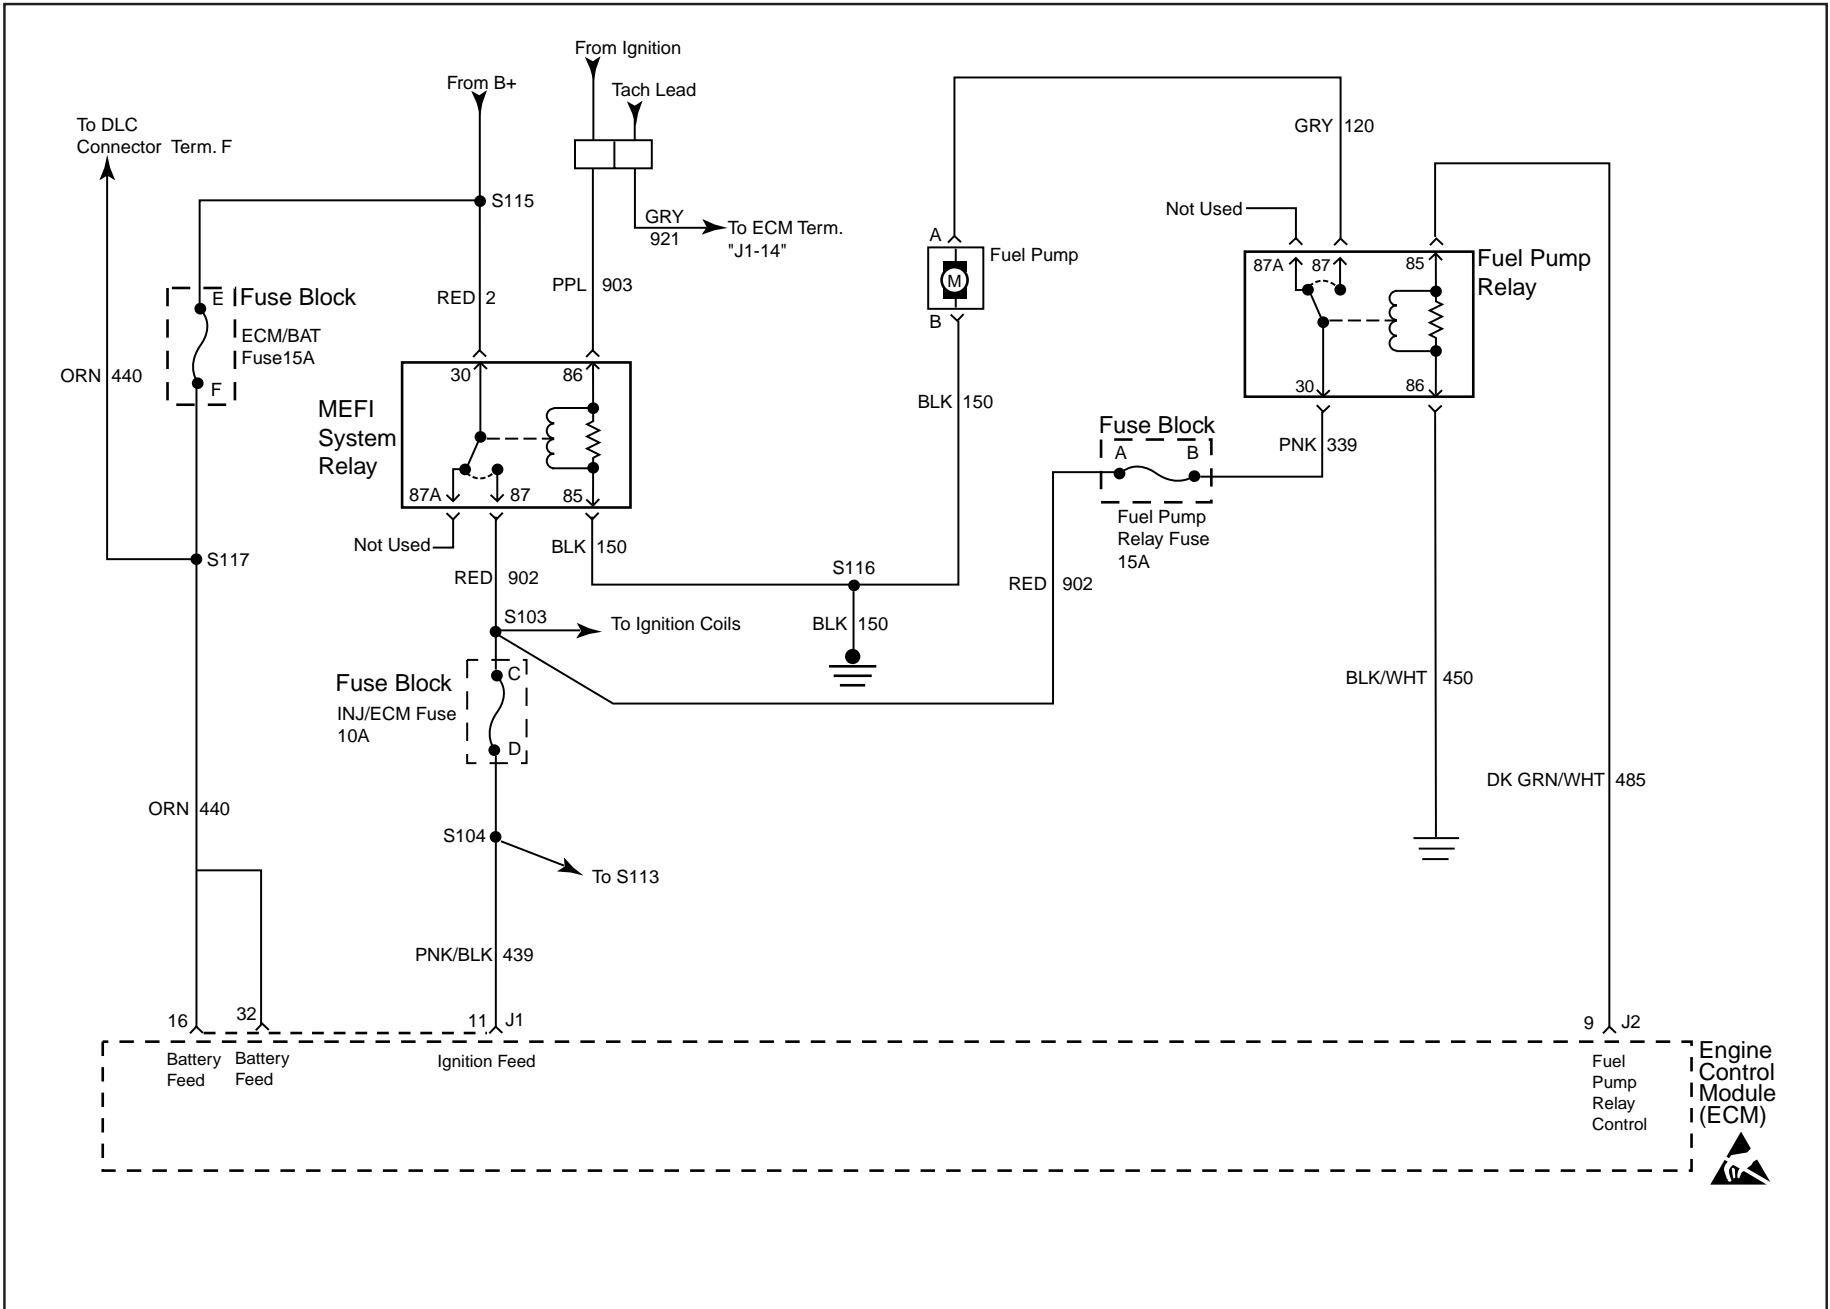 From Ignition
From B+
Tach Lead
To DLC
Connector Term. F
GRY 120
S115
GRY
921
To ECM Term.
"J1-14"
Not Used
A
Fuel Pump
M
B
87A 87 85
Fuel Pump
Relay
30 86
E
Fuse Block
ECM/BAT
Fuse15A
F
RED 2
PPL 903
ORN 440
30 86
MEFI
System
Relay
87A 87 85
BLK 150
Fuse Block
A B
PNK 339
Fuel Pump
Relay Fuse
15A
Not Used
BLK 150
S117
RED 902
S116
RED 902
S103
To Ignition Coils
BLK 150
Fuse Block
INJ/ECM Fuse
10A
C
D
BLK/WHT 450
DK GRN/WHT 485
ORN 440
S104
To S113
PNK/BLK 439
16 32 11 J1
9 J2
Battery
Feed
Battery
Feed
Ignition Feed
Fuel
Pump
Relay
Control
Engine
Control
Module
(ECM)